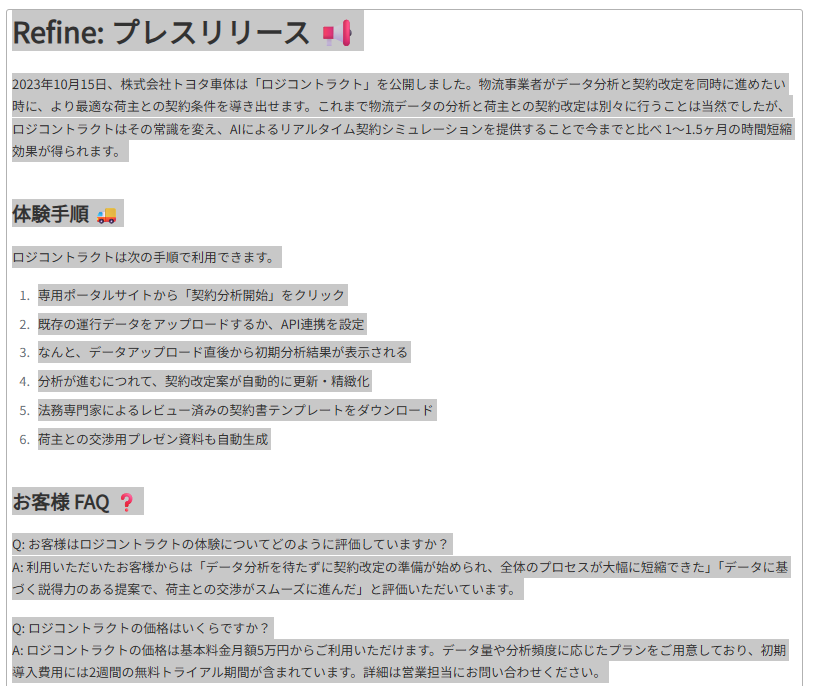 Refine: プレスリリース 📢
2023年10月15日、株式会社トヨタ車体は「ロジコントラクト」を公開しました。物流事業者がデータ分析と契約改定を同時に進めたい
時に、より最適な荷主との契約条件を導き出せます。これまで物流データの分析と荷主との契約改定は別々に行うことは当然でしたが、
ロジコントラクトはその常識を変え、AIによるリアルタイム契約シミュレーションを提供することで今までと比べ 1〜1.5ヶ月の時間短縮
効果が得られます。
体験手順 🚚
ロジコントラクトは次の手順で利用できます。
1. 専用ポータルサイトから「契約分析開始」をクリック
2. 既存の運行データをアップロードするか、API連携を設定
3. なんと、データアップロード直後から初期分析結果が表示される
4. 分析が進むにつれて、契約改定案が自動的に更新・精緻化
5. 法務専門家によるレビュー済みの契約書テンプレートをダウンロード
6. 荷主との交渉用プレゼン資料も自動生成
お客様 FAQ ❓
Q: お客様はロジコントラクトの体験についてどのように評価していますか？
A: 利用いただいたお客様からは「データ分析を待たずに契約改定の準備が始められ、全体のプロセスが大幅に短縮できた」「データに基
づく説得力のある提案で、荷主との交渉がスムーズに進んだ」と評価いただいています。
Q: ロジコントラクトの価格はいくらですか？
A: ロジコントラクトの価格は基本料金月額5万円からご利用いただけます。データ量や分析頻度に応じたプランをご用意しており、初期
導入費用には2週間の無料トライアル期間が含まれています。詳細は営業担当にお問い合わせください。